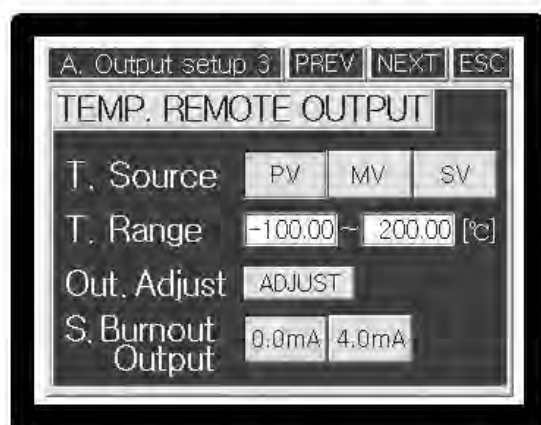 A. Output setup 3 PREV NEXT ESC
TEMP. REMOTE OUTPUT
T. Source PV MV SV
T. Range -100.00 ~ 200.00 [℃]
Out. Adjust ADJUST
S. Burnout
Output 0.0mA 4.0mA